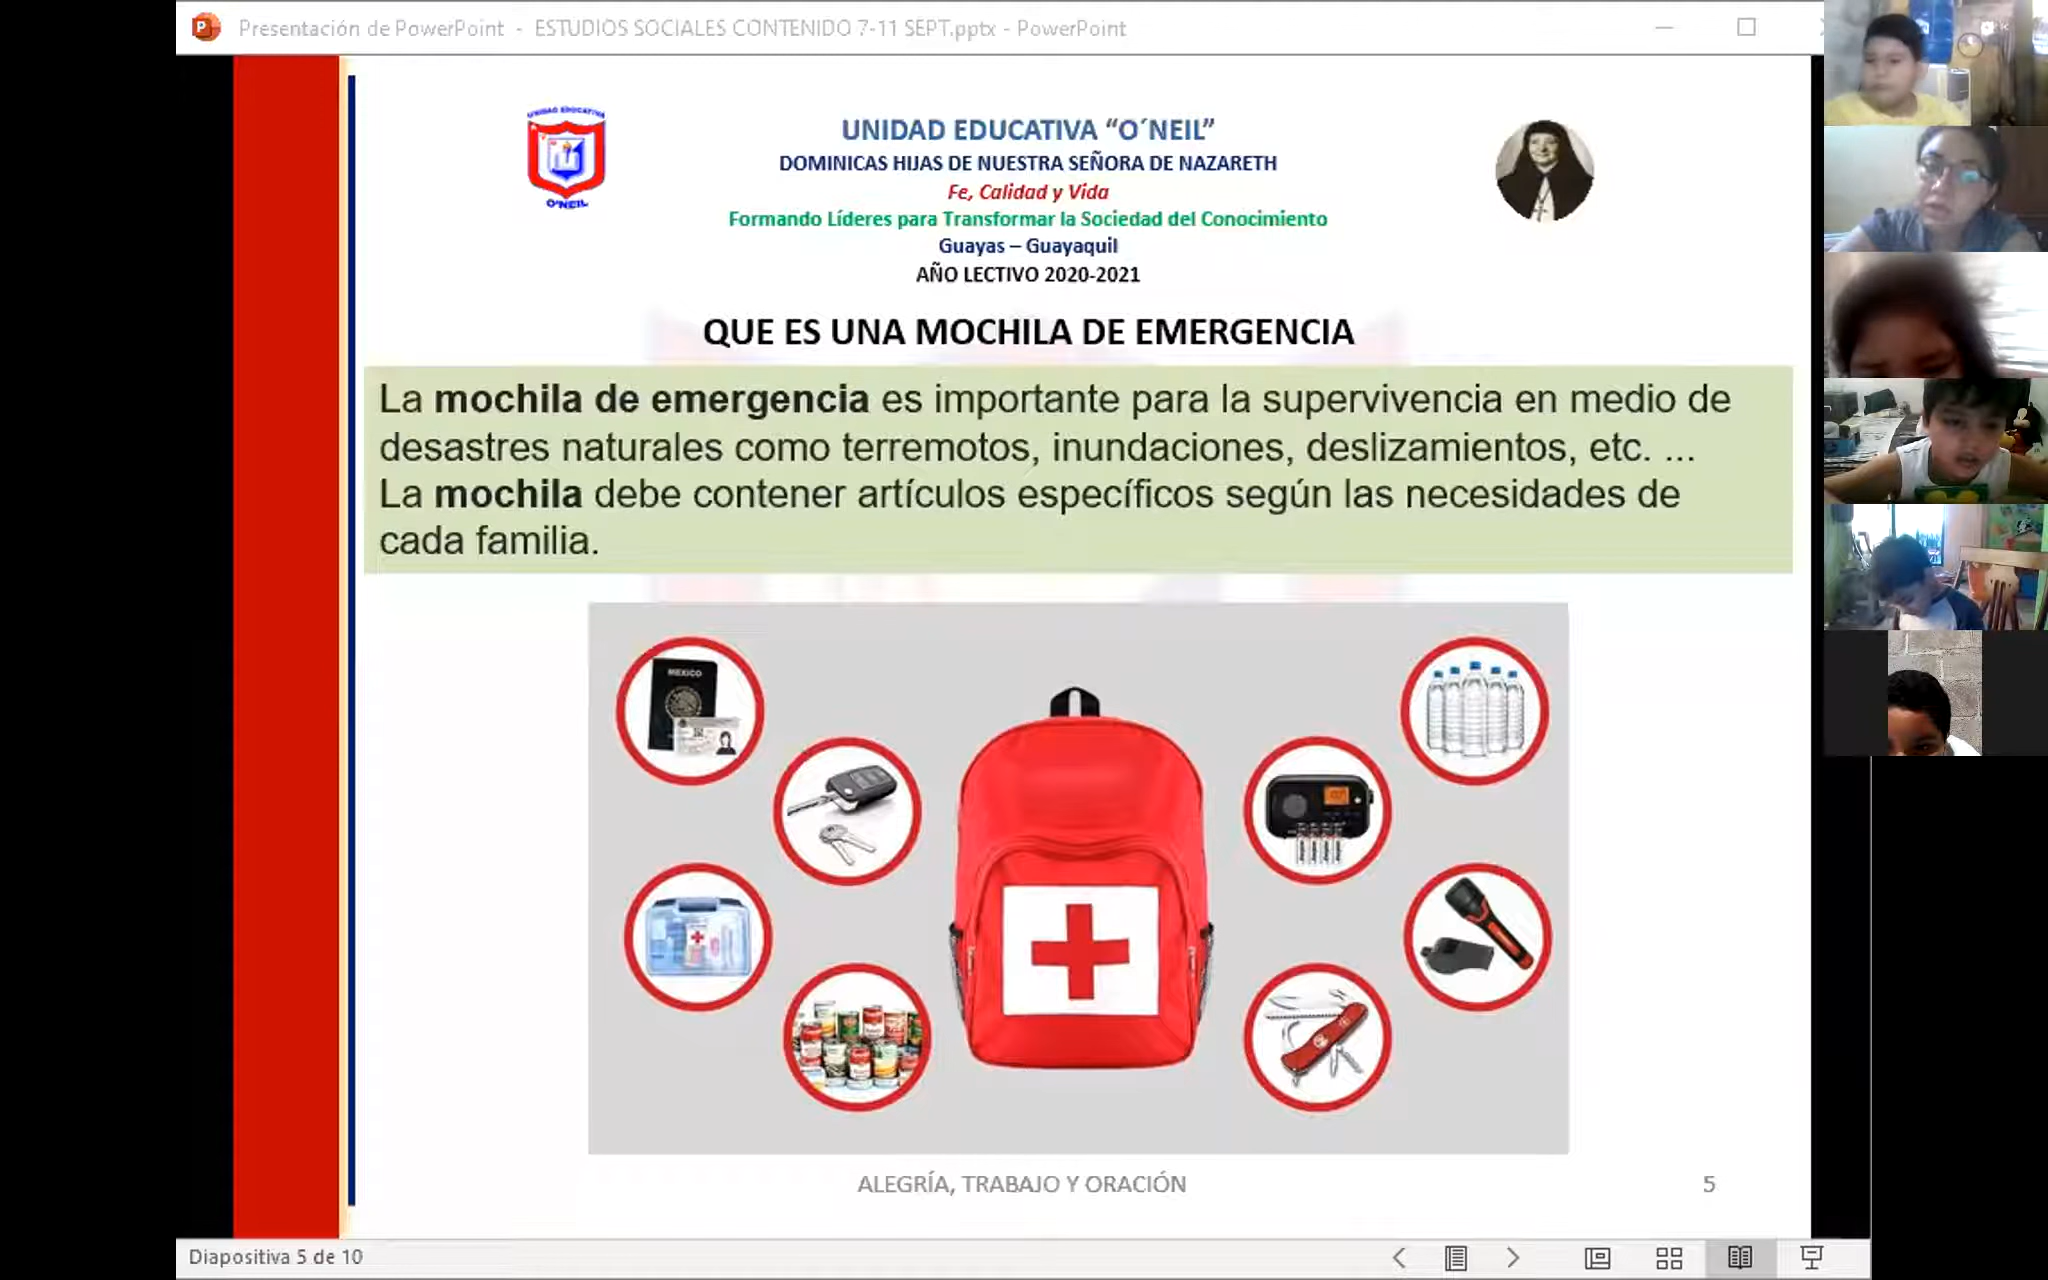 Presentación de PowerPoint - ESTUDIOS SOCIALES CONTENIDO 7-11 SEPT.pptx - PowerPoint
UNIDAD EDUCATIVA
O'NEIL
UNIDAD EDUCATIVA “O´NEIL”
DOMINICAS HIJAS DE NUESTRA SEÑORA DE NAZARETH
Fe, Calidad y Vida
Formando Líderes para Transformar la Sociedad del Conocimiento
Guayas – Guayaquil
AÑO LECTIVO 2020-2021
QUE ES UNA MOCHILA DE EMERGENCIA
La mochila de emergencia es importante para la supervivencia en medio de
desastres naturales como terremotos, inundaciones, deslizamientos, etc. ...
La mochila debe contener artículos específicos según las necesidades de
cada familia.
MEXICO
ALEGRÍA, TRABAJO Y ORACIÓN
5
Diapositiva 5 de 10